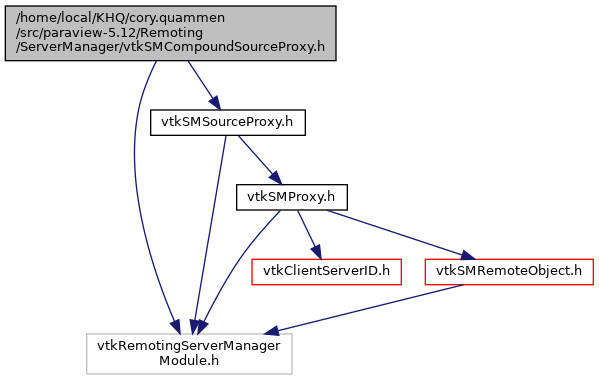 /home/local/KHQ/cory.quammen
/src/paraview-5.12/Remoting
/ServerManager/vtkSMCompoundSourceProxy.h
vtkSMSourceProxy.h
vtkSMProxy.h
vtkClientServerID.h
vtkSMRemoteObject.h
vtkRemotingServerManager
Module.h